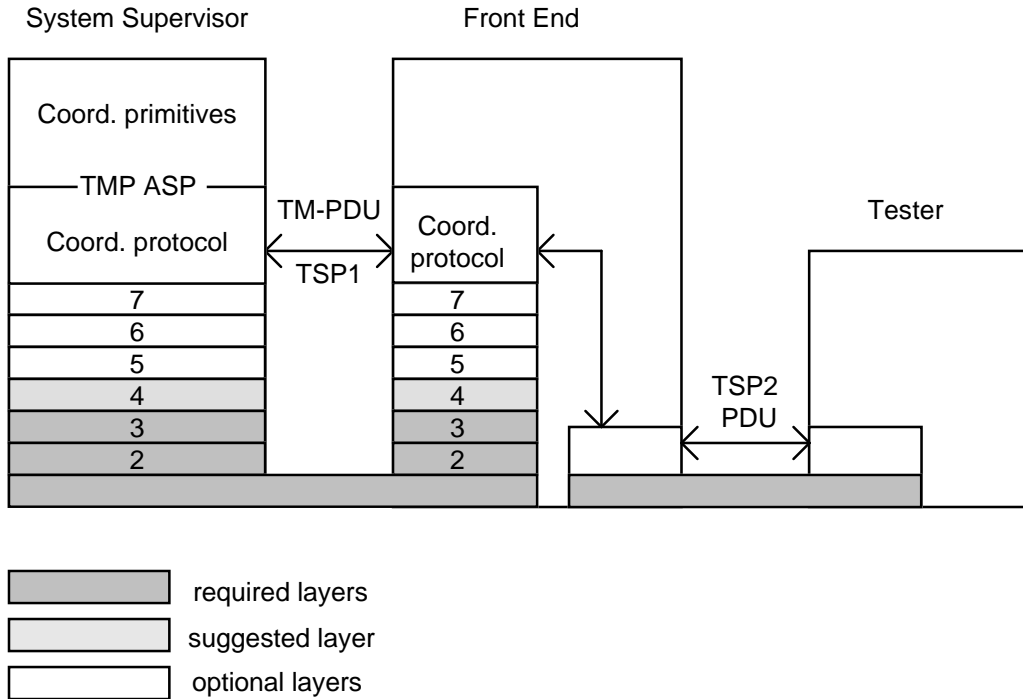 System Supervisor
Front End
Coord. primitives
TMP ASP
Coord. protocol
TM-PDU
TSP1
Coord.
protocol
Tester
7
6
5
4
3
2
7
6
5
4
3
2
TSP2
PDU
required layers
suggested layer
optional layers